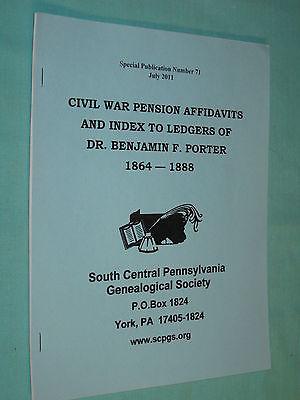 Special Publication Number 71
July 2011
CIVIL WAR PENSION AFFIDAVITS
AND INDEX TO LEDGERS OF
DR. BENJAMIN F. PORTER
1864 — 1888
South Central Pennsylvania
Genealogical Society
P.O.Box 1824
York, PA 17405-1824
www.scpgs.org